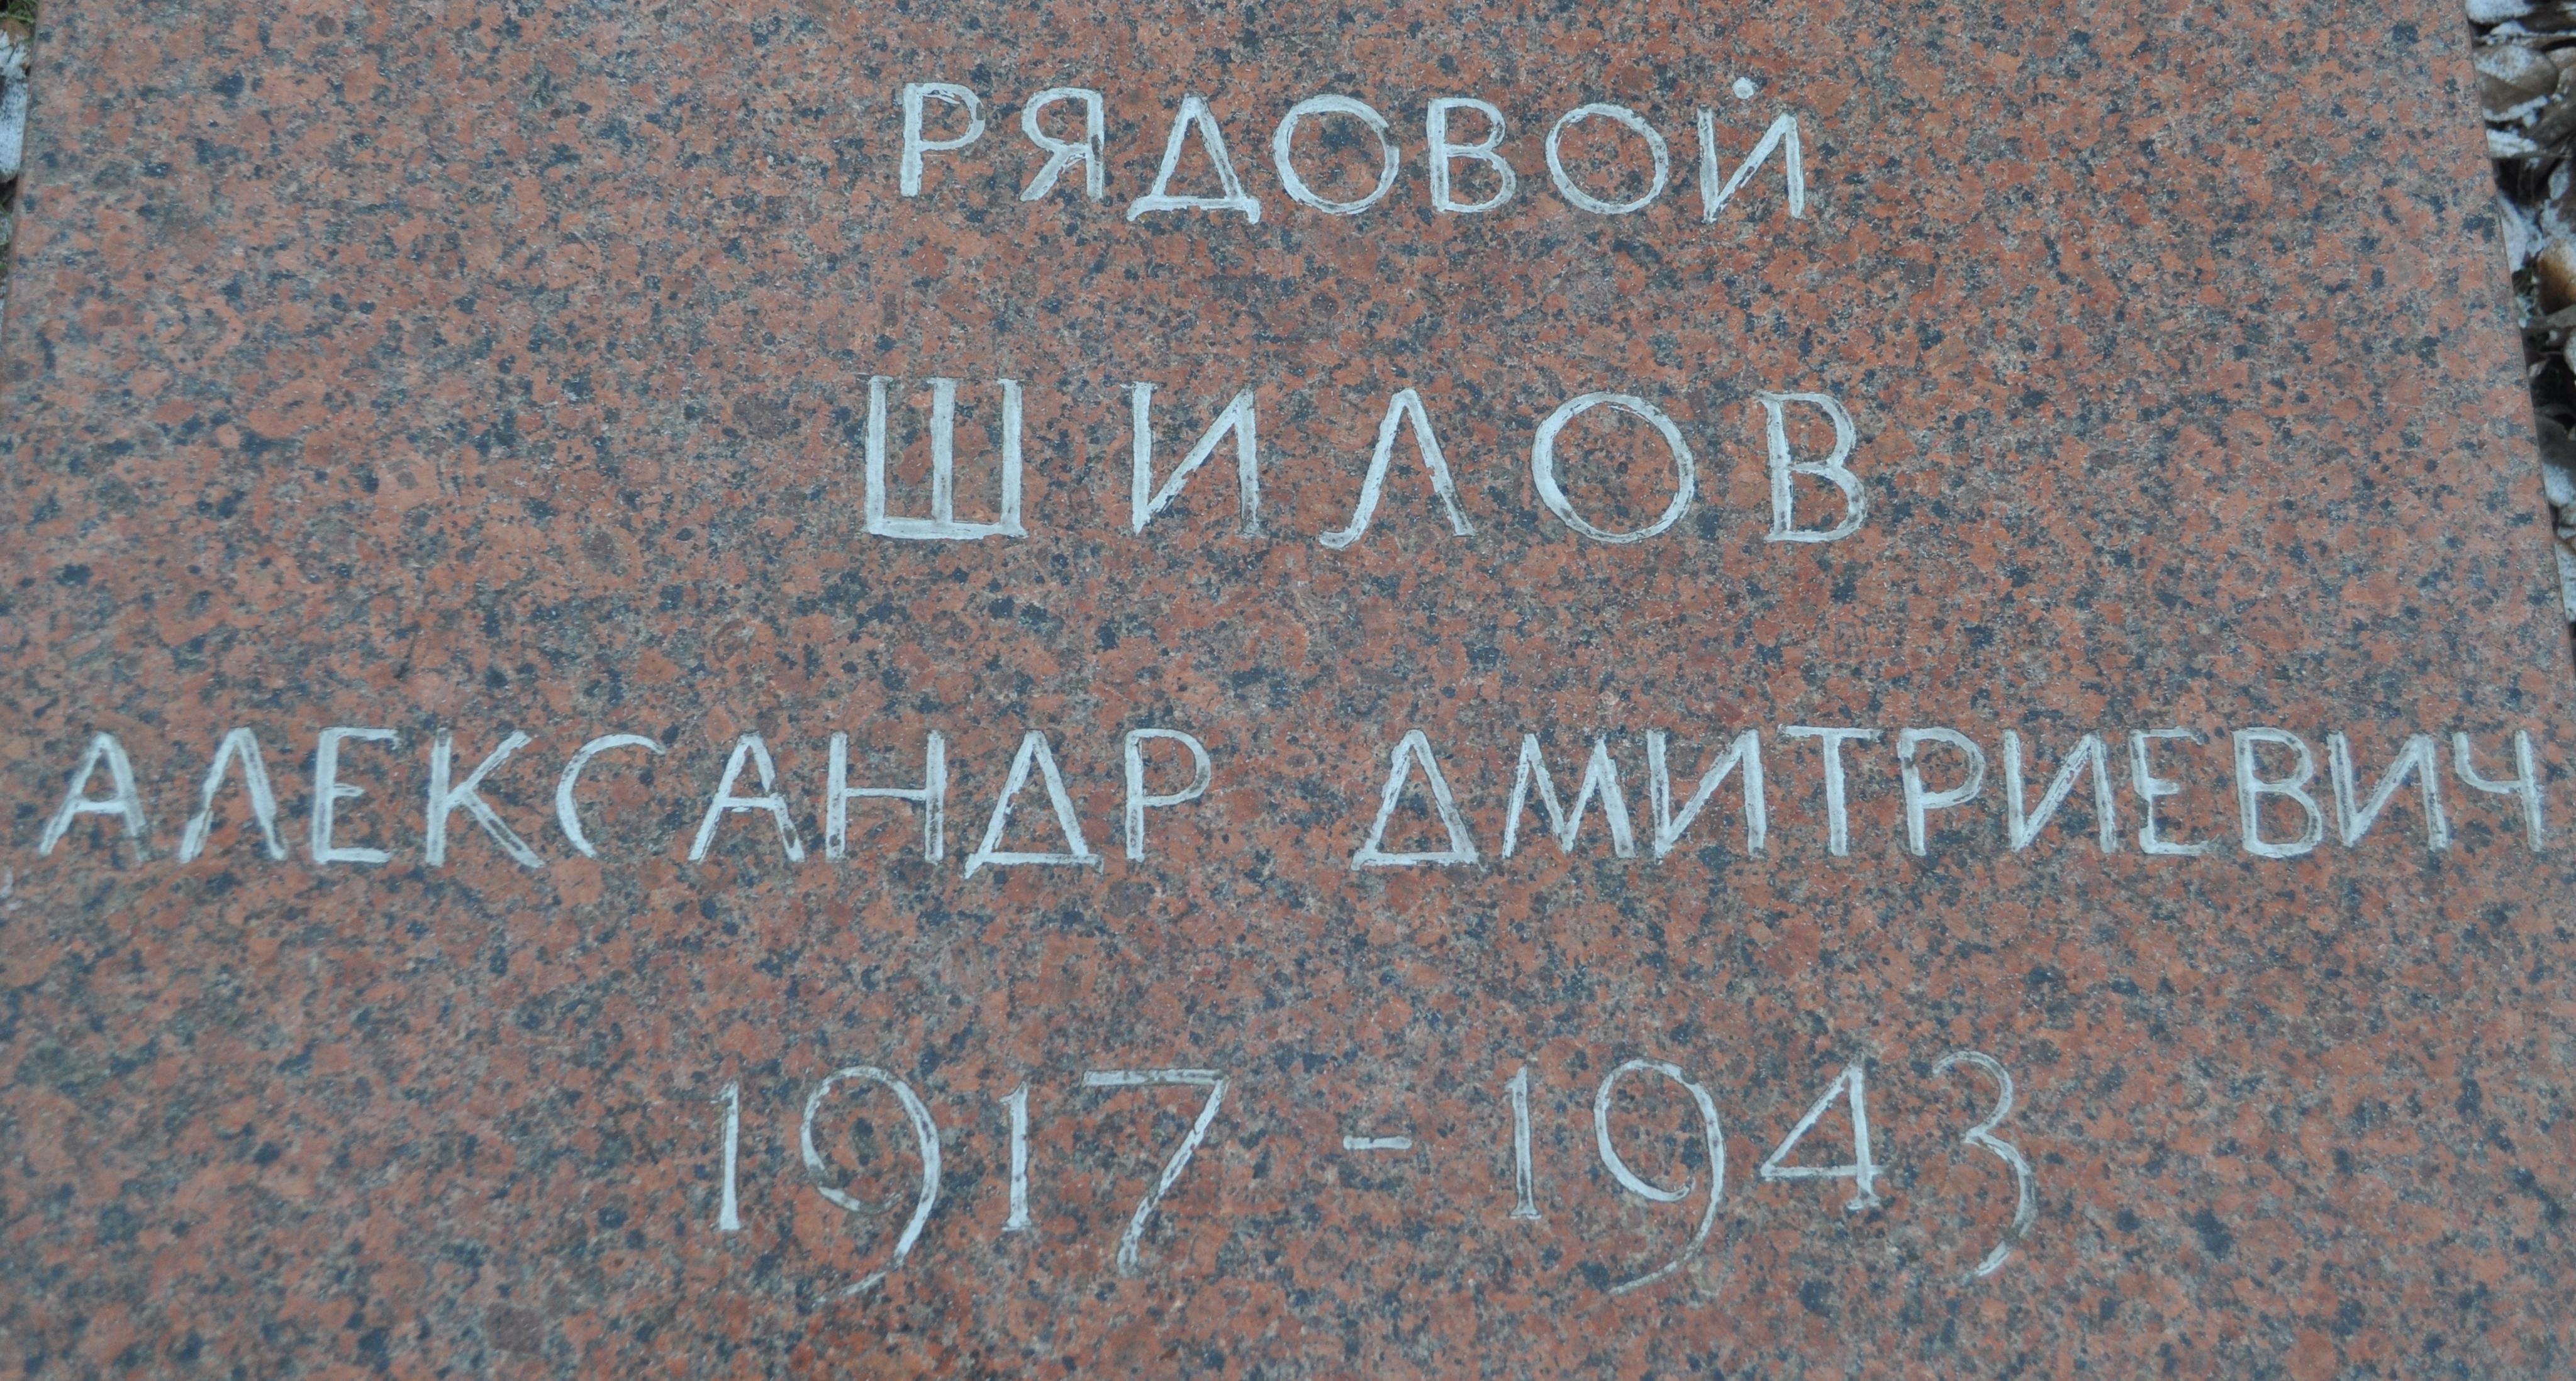 РЯДОВОЙ
ШИЛОВ
АЛЕКСАНДР ДМИТРИЕВИЧ
1917-1943